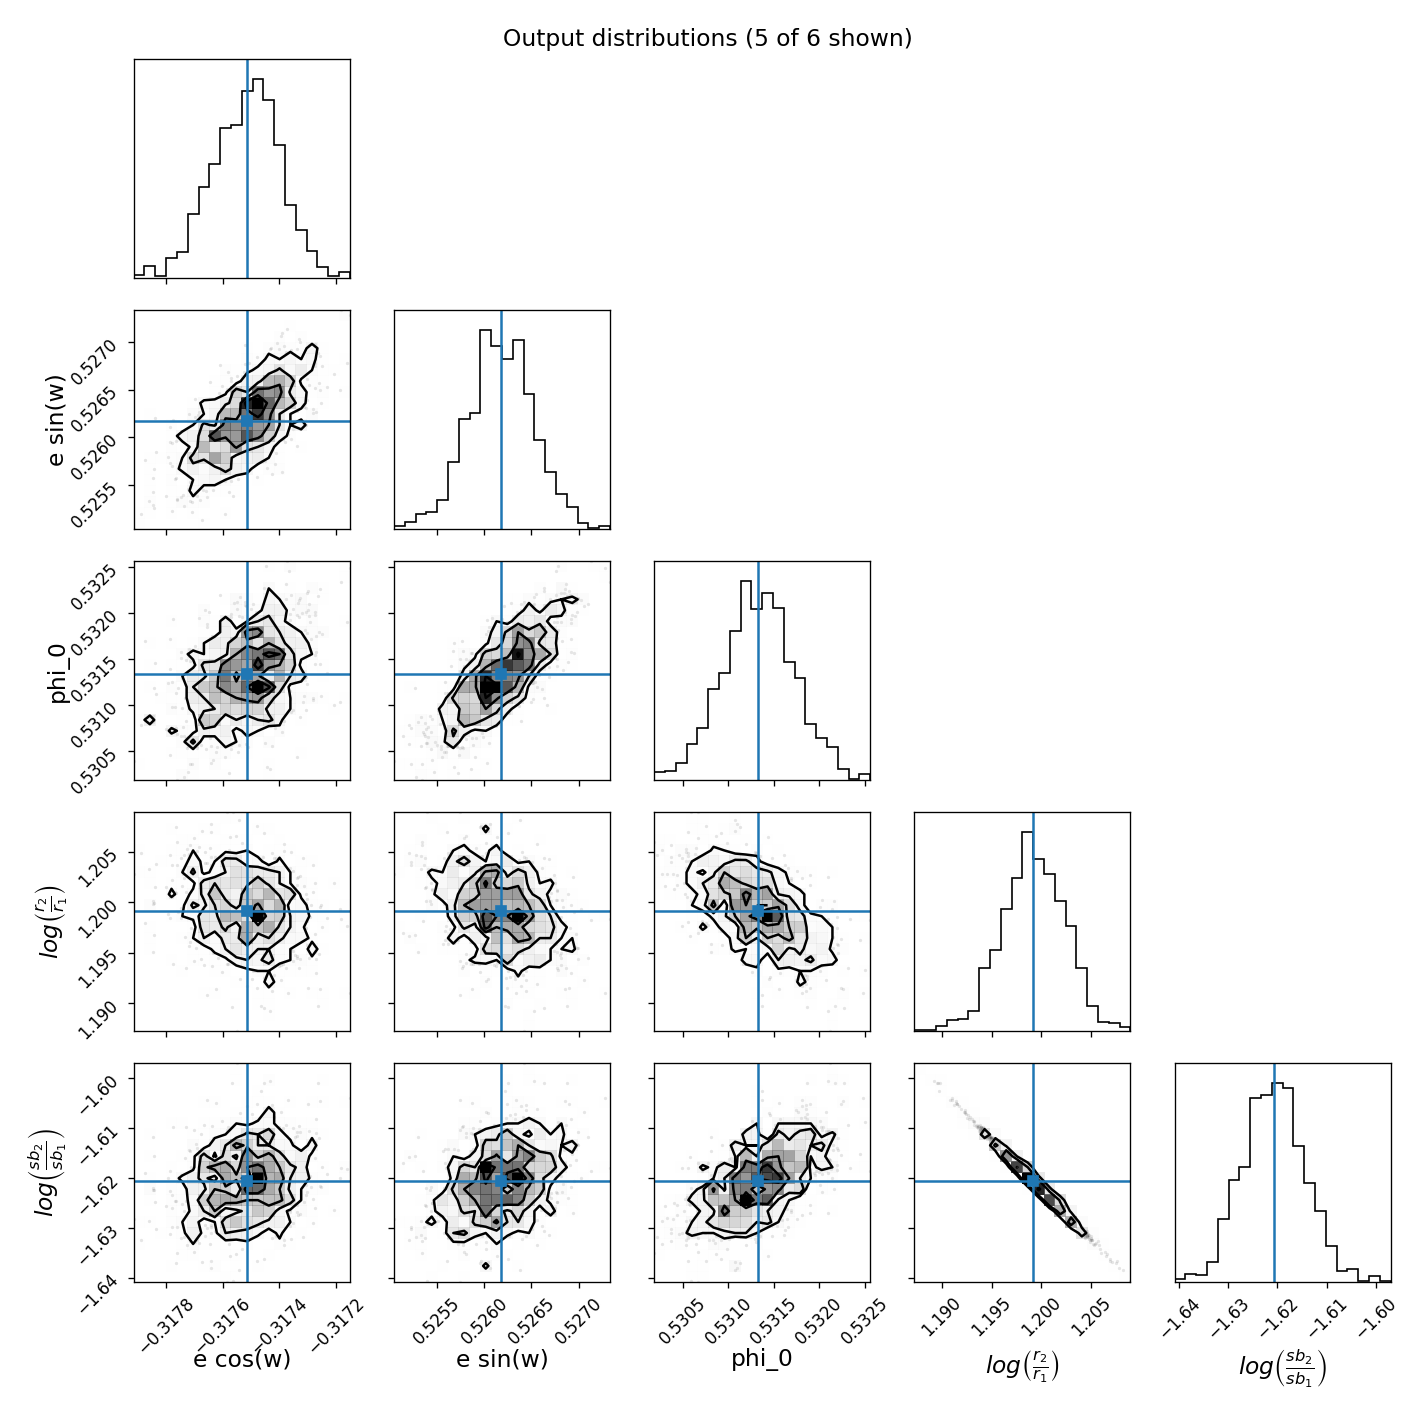 Output distributions (5 of 6 shown)
e sin(w)
0.5270
0.5265
0.5260
0.5255
phi_0
0.5325
0.5320
0.5315
0.5310
0.5305
log(r₂/r₁)
1.205
1.200
1.195
1.190
log(sb₂/sb₁)
−1.60
−1.61
−1.62
−1.63
−1.64
−0.3178 −0.3176 −0.3174 −0.3172
e cos(w)
0.5255 0.5260 0.5265 0.5270
e sin(w)
0.5305 0.5310 0.5315 0.5320 0.5325
phi_0
1.190 1.195 1.200 1.205
log(r₂/r₁)
−1.64 −1.63 −1.62 −1.61 −1.60
log(sb₂/sb₁)